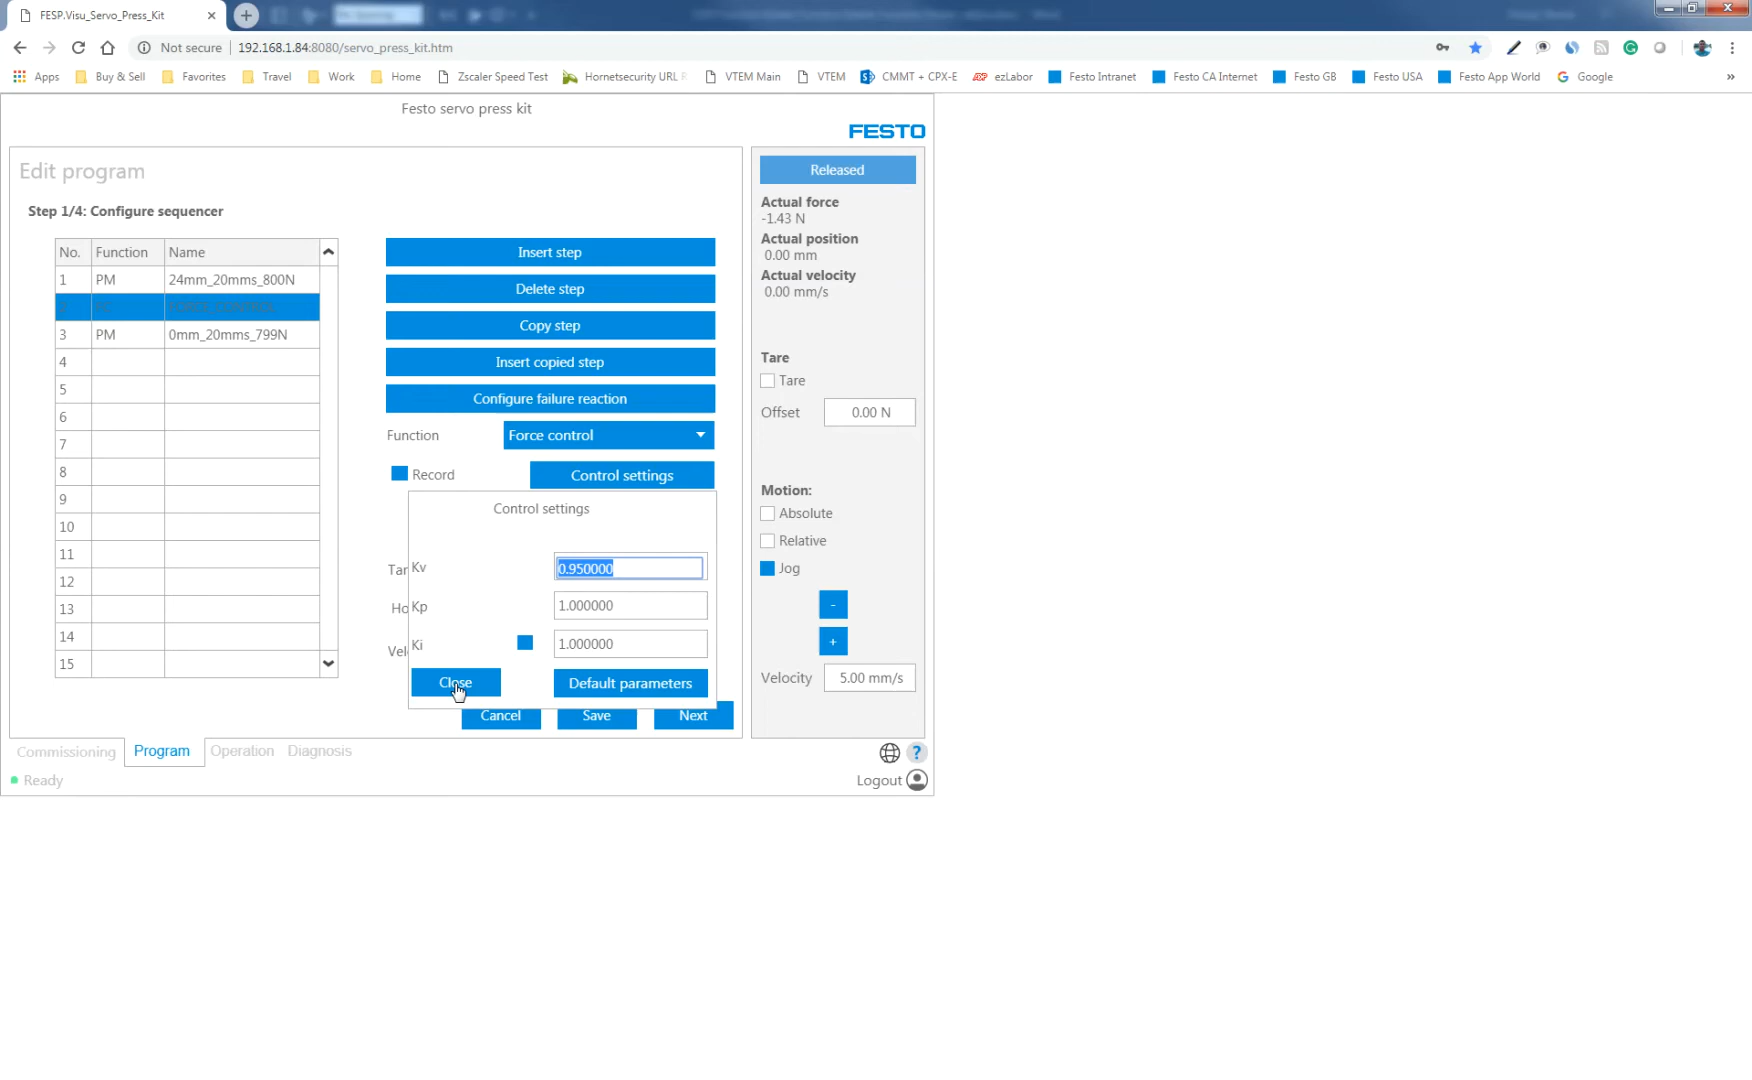 FESP.Visu_Servo_Press_Kit
Not secure 192.168.1.84:8080/servo_press_kit.htm
Apps Buy & Sell Favorites Travel Work Home Zscaler Speed Test Hornetsecurity URL VTEM Main VTEM CMMT + CPX-E ezLabor Festo Intranet Festo CA Internet Festo GB Festo USA Festo App World Google »
Festo servo press kit
FESTO
Edit program
Released
Step 1/4: Configure sequencer
Actual force
-1.43 N
Actual position
0.00 mm
Actual velocity
0.00 mm/s
No. Function Name
1 PM 24mm_20mms_800N
3 PM 0mm_20mms_799N
4
5
6
7
8
9
10
11
12
13
14
15
Insert step
Delete step
Copy step
Insert copied step
Configure failure reaction
Function Force control
Record Control settings
Control settings
Tar Kv 0.950000
Ho Kp 1.000000
Vel Ki 1.000000
Close Default parameters
Cancel Save Next
Tare
Tare
Offset 0.00 N
Motion:
Absolute
Relative
Jog
-
+
Velocity 5.00 mm/s
Commissioning Program Operation Diagnosis ?
Ready Logout